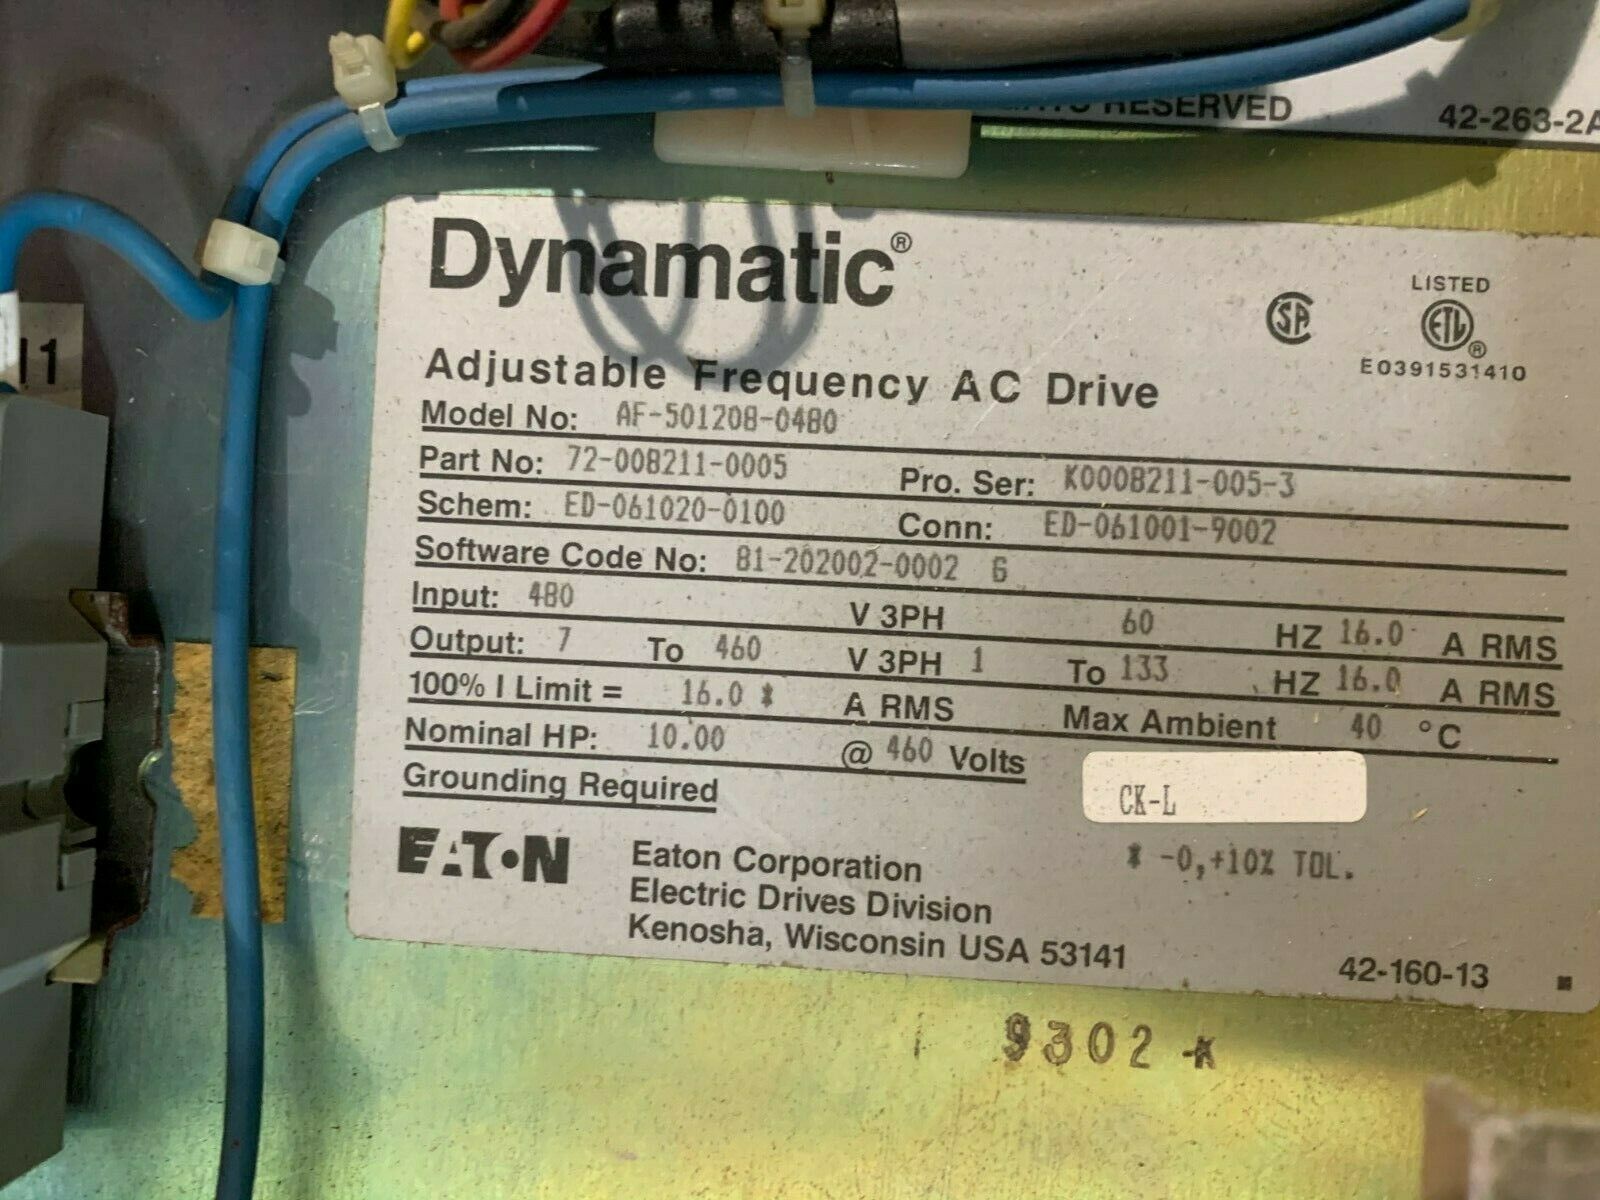 RESERVED 42-263-2A
11
Dynamatic®
LISTED
CSA ETL ®
E0391531410
Adjustable Frequency AC Drive
Model No: AF-501208-0480
Part No: 72-008211-0005 Pro. Ser: K0008211-005-3
Schem: ED-061020-0100 Conn: ED-061001-9002
Software Code No: 81-202002-0002 G
Input: 480 V 3PH 60 HZ 16.0 A RMS
Output: 7 To 460 V 3PH 1 To 133 HZ 16.0 A RMS
100% I Limit = 16.0 * A RMS Max Ambient 40 °C
Nominal HP: 10.00 @ 460 Volts
Grounding Required
CK-L
* -0,+10% TOL.
EATON
Eaton Corporation
Electric Drives Division
Kenosha, Wisconsin USA 53141
42-160-13
9302-K